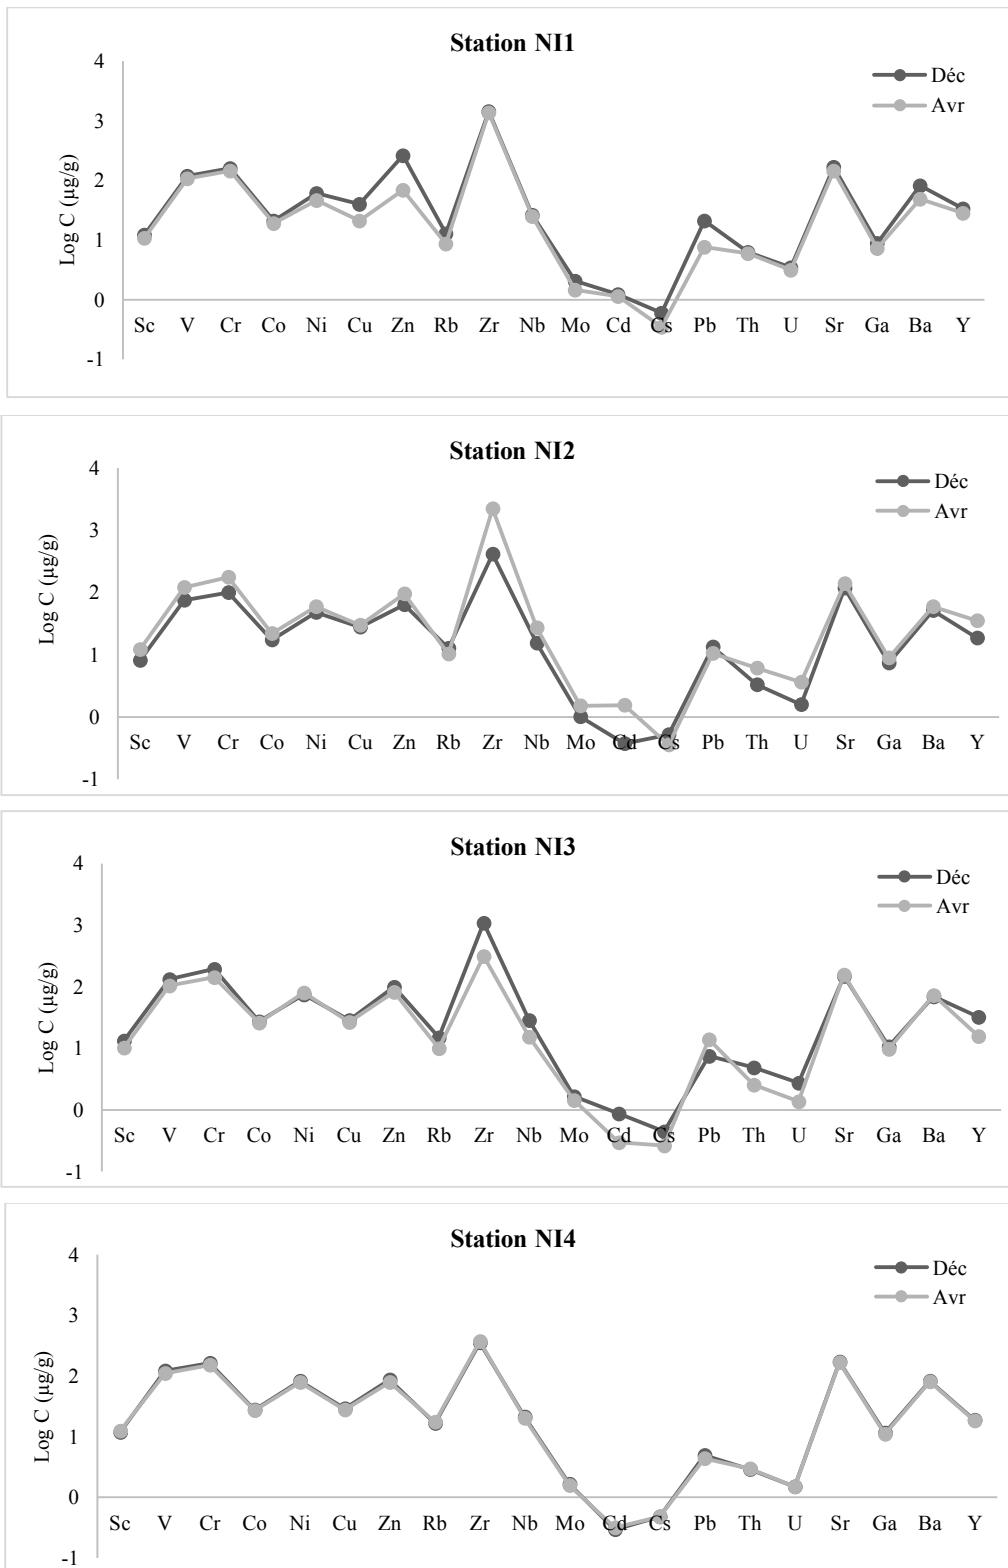 Station NI1
4
3
2
1
0
-1
Log C (µg/g)
Déc
Avr
Sc V Cr Co Ni Cu Zn Rb Zr Nb Mo Cd Cs Pb Th U Sr Ga Ba Y
Station NI2
4
3
2
1
0
-1
Log C (µg/g)
Déc
Avr
Sc V Cr Co Ni Cu Zn Rb Zr Nb Mo Cd Cs Pb Th U Sr Ga Ba Y
Station NI3
4
3
2
1
0
-1
Log C (µg/g)
Déc
Avr
Sc V Cr Co Ni Cu Zn Rb Zr Nb Mo Cd Cs Pb Th U Sr Ga Ba Y
Station NI4
4
3
2
1
0
-1
Log C (µg/g)
Déc
Avr
Sc V Cr Co Ni Cu Zn Rb Zr Nb Mo Cd Cs Pb Th U Sr Ga Ba Y